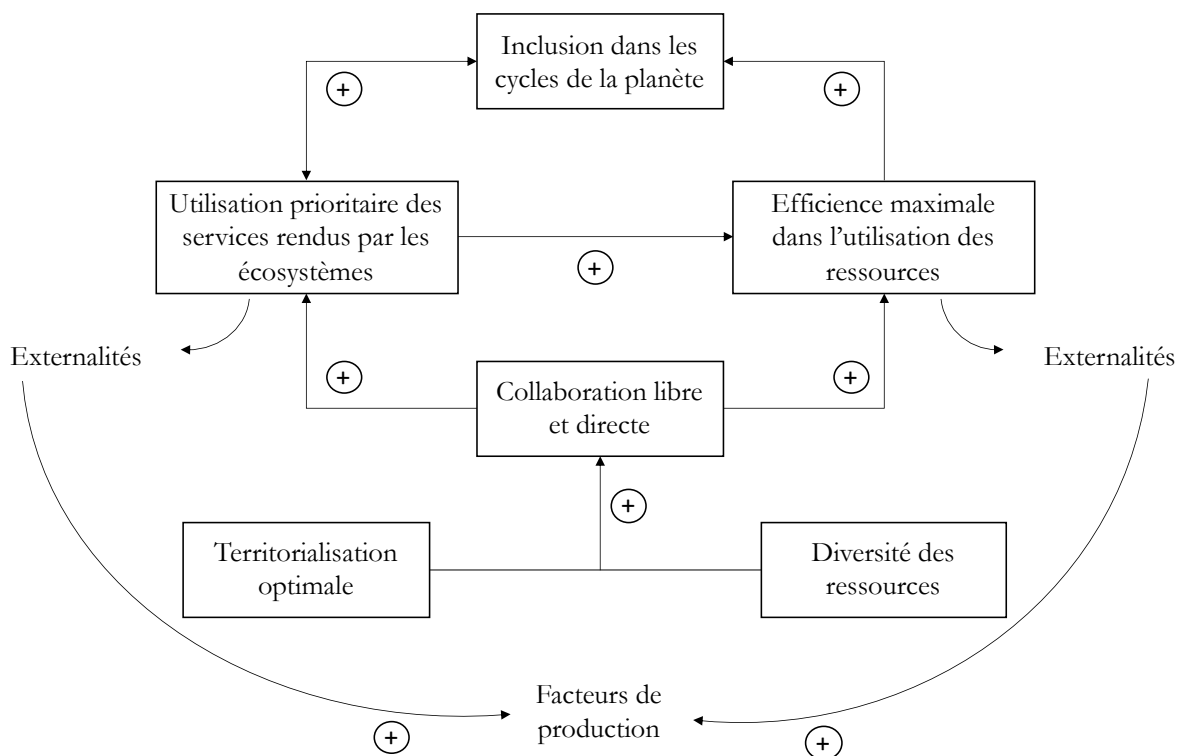 Inclusion dans les
cycles de la planète
+
+
Utilisation prioritaire des
services rendus par les
écosystèmes
Efficience maximale
dans l’utilisation des
ressources
+
Externalités
Externalités
+
+
Collaboration libre
et directe
+
Territorialisation
optimale
Diversité des
ressources
Facteurs de
production
+
+